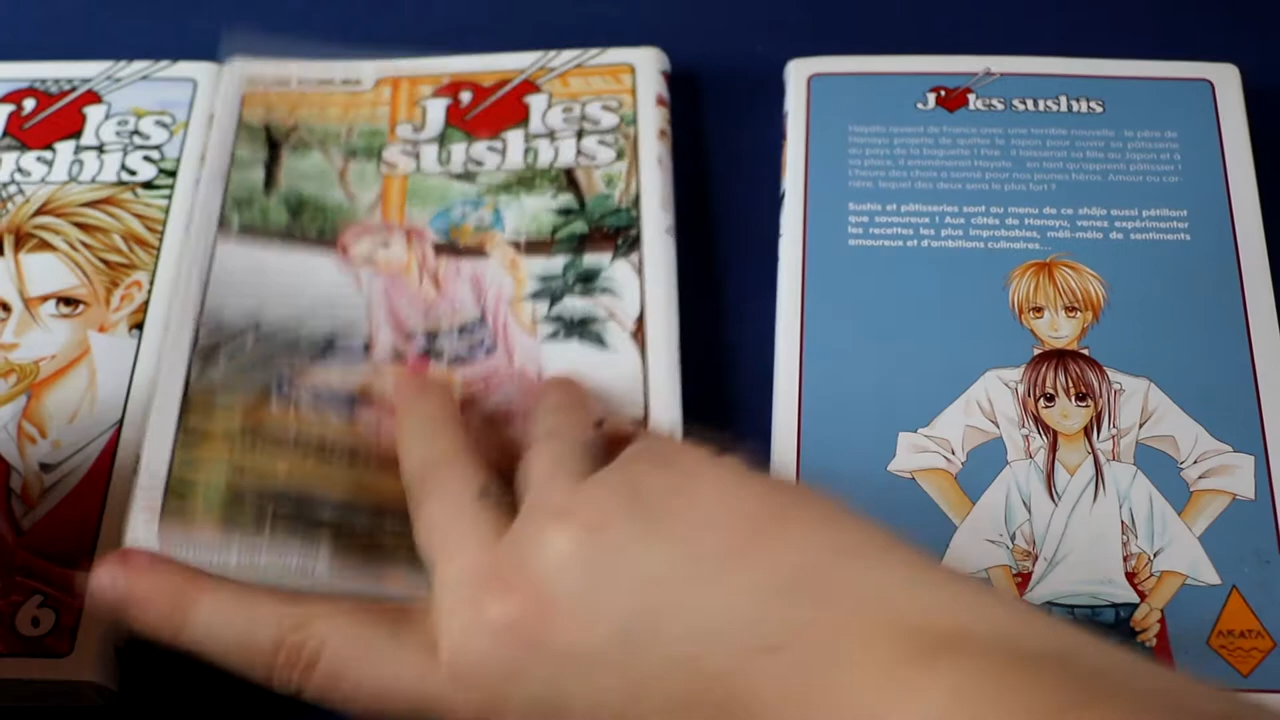 J' les
sushis
6
J' les
sushis
J' les sushis
Hayato revient de France avec une terrible nouvelle : le père de
Hanayu projette de quitter le Japon pour ouvrir sa pâtisserie
au pays de la baguette ! Pire : il laisserait sa fille au Japon et à
sa place, il emmènerait Hayato... en tant qu'apprenti pâtissier !
L'heure des choix a sonné pour nos jeunes héros. Amour ou car-
rière, lequel des deux sera le plus fort ?
Sushis et pâtisseries sont au menu de ce shôjo aussi pétillant
que savoureux ! Aux côtés de Hanayu, venez expérimenter
les recettes les plus improbables, méli-mélo de sentiments
amoureux et d'ambitions culinaires...
AKATA